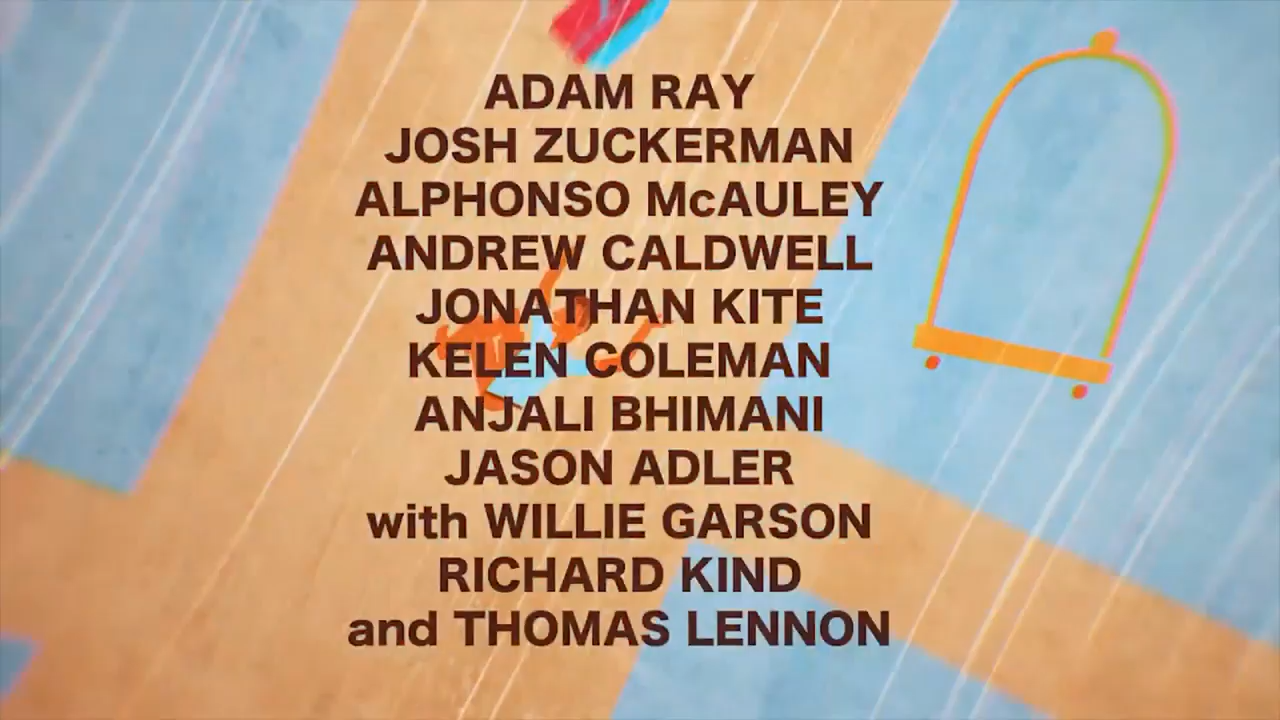 ADAM RAY
JOSH ZUCKERMAN
ALPHONSO McAULEY
ANDREW CALDWELL
JONATHAN KITE
KELEN COLEMAN
ANJALI BHIMANI
JASON ADLER
with WILLIE GARSON
RICHARD KIND
and THOMAS LENNON